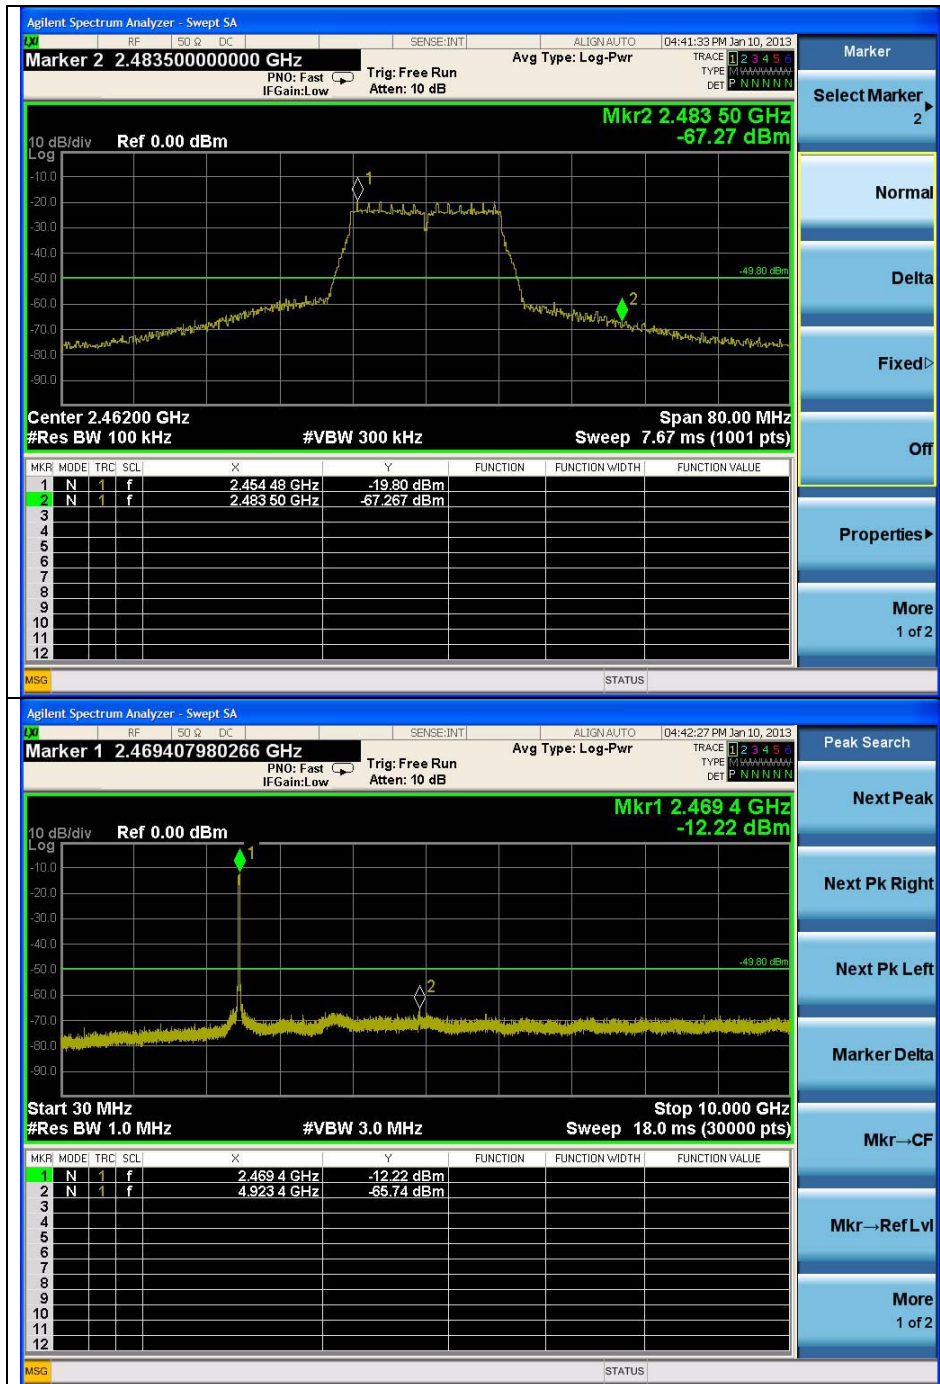 Agilent Spectrum Analyzer - Swept SA
LXI RF 50 Ω DC SENSE:INT ALIGN AUTO 04:41:33 PM Jan 10, 2013
Marker 2 2.483500000000 GHz
PNO: Fast
IFGain:Low
Trig: Free Run
Atten: 10 dB
Avg Type: Log-Pwr
TRACE 1 2 3 4 5 6
TYPE M
DET P N N N N N
Mkr2 2.483 50 GHz
-67.27 dBm
10 dB/div Ref 0.00 dBm
Log
-10.0
-20.0
-30.0
-40.0
-50.0
-60.0
-70.0
-80.0
-90.0
1
-49.80 dBm
2
Center 2.46200 GHz Span 80.00 MHz
#Res BW 100 kHz #VBW 300 kHz Sweep 7.67 ms (1001 pts)
MKR MODE TRC SCL X Y FUNCTION FUNCTION WIDTH FUNCTION VALUE
1 N 1 f 2.454 48 GHz -19.80 dBm
2 N 1 f 2.483 50 GHz -67.267 dBm
3
4
5
6
7
8
9
10
11
12
MSG STATUS
Marker
Select Marker
2
Normal
Delta
Fixed
Off
Properties
More
1 of 2
Agilent Spectrum Analyzer - Swept SA
LXI RF 50 Ω DC SENSE:INT ALIGN AUTO 04:42:27 PM Jan 10, 2013
Marker 1 2.469407980266 GHz
PNO: Fast
IFGain:Low
Trig: Free Run
Atten: 10 dB
Avg Type: Log-Pwr
TRACE 1 2 3 4 5 6
TYPE M
DET P N N N N N
Mkr1 2.469 4 GHz
-12.22 dBm
10 dB/div Ref 0.00 dBm
Log
-10.0
-20.0
-30.0
-40.0
-50.0
-60.0
-70.0
-80.0
-90.0
1
-49.80 dBm
2
Start 30 MHz Stop 10.000 GHz
#Res BW 1.0 MHz #VBW 3.0 MHz Sweep 18.0 ms (30000 pts)
MKR MODE TRC SCL X Y FUNCTION FUNCTION WIDTH FUNCTION VALUE
1 N 1 f 2.469 4 GHz -12.22 dBm
2 N 1 f 4.923 4 GHz -65.74 dBm
3
4
5
6
7
8
9
10
11
12
MSG STATUS
Peak Search
Next Peak
Next Pk Right
Next Pk Left
Marker Delta
Mkr→CF
Mkr→Ref Lvl
More
1 of 2